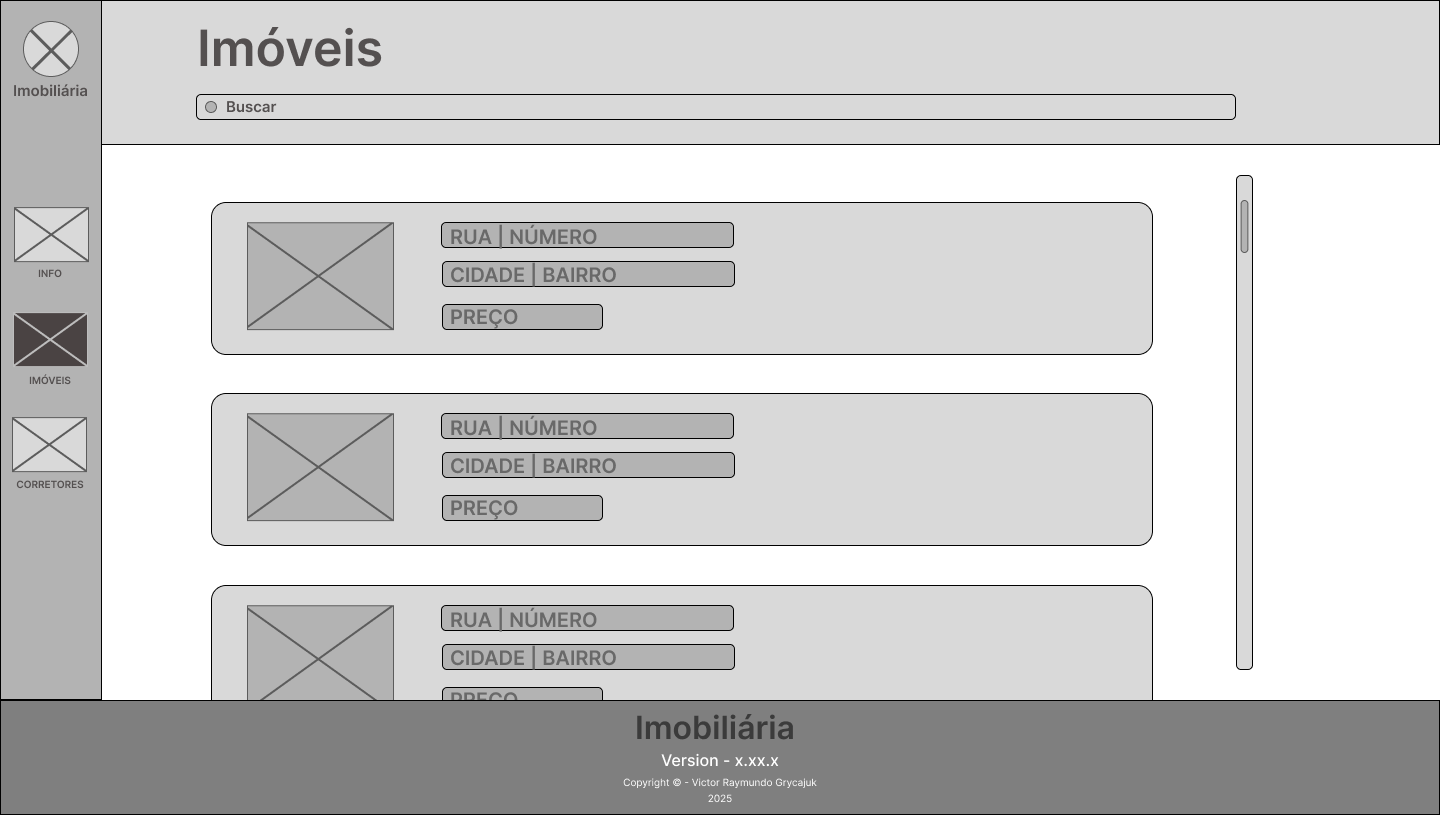 Imobiliária
INFO
IMÓVEIS
CORRETORES
Imóveis
Buscar
RUA | NÚMERO
CIDADE | BAIRRO
PREÇO
RUA | NÚMERO
CIDADE | BAIRRO
PREÇO
RUA | NÚMERO
CIDADE | BAIRRO
PREÇO
Imobiliária
Version - x.xx.x
Copyright © - Victor Raymundo Grycajuk
2025